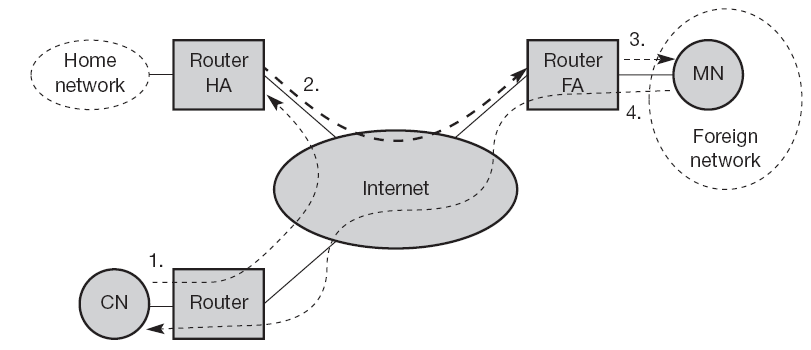 Home
network
Router
HA
2.
Router
FA
3.
MN
4.
Foreign
network
Internet
1.
CN
Router